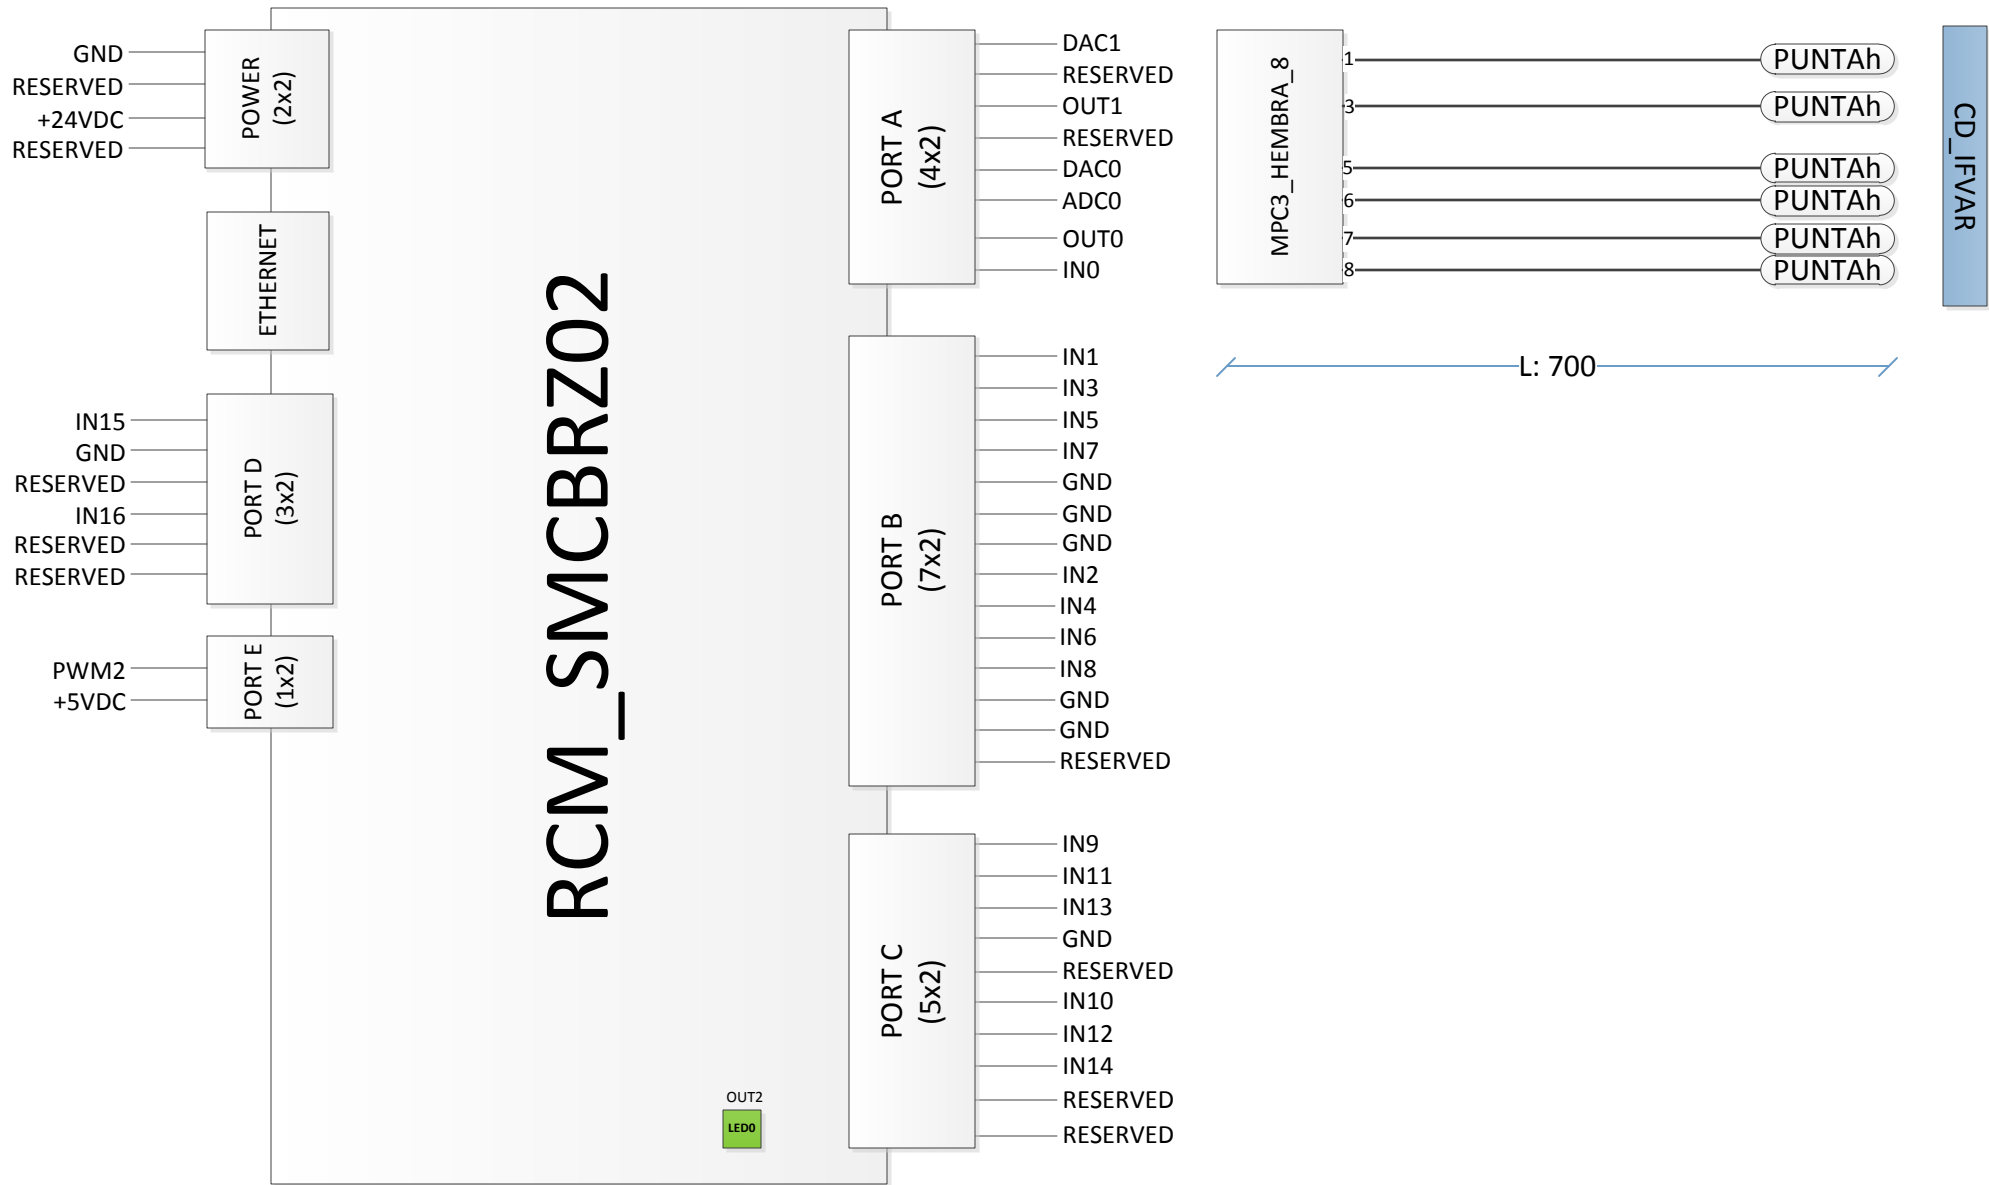 GND
RESERVED
+24VDC
RESERVED
POWER
(2x2)
ETHERNET
IN15
GND
RESERVED
IN16
RESERVED
RESERVED
PORT D
(3x2)
PWM2
+5VDC
PORT E
(1x2)
RCM_SMCBRZ02
OUT2
LED0
PORT A
(4x2)
DAC1
RESERVED
OUT1
RESERVED
DAC0
ADC0
OUT0
IN0
PORT B
(7x2)
IN1
IN3
IN5
IN7
GND
GND
GND
IN2
IN4
IN6
IN8
GND
GND
RESERVED
PORT C
(5x2)
IN9
IN11
IN13
GND
RESERVED
IN10
IN12
IN14
RESERVED
RESERVED
MPC3_HEMBRA_8
1 PUNTAh
3 PUNTAh
5 PUNTAh
6 PUNTAh
7 PUNTAh
8 PUNTAh
CD_IFVAR
L: 700